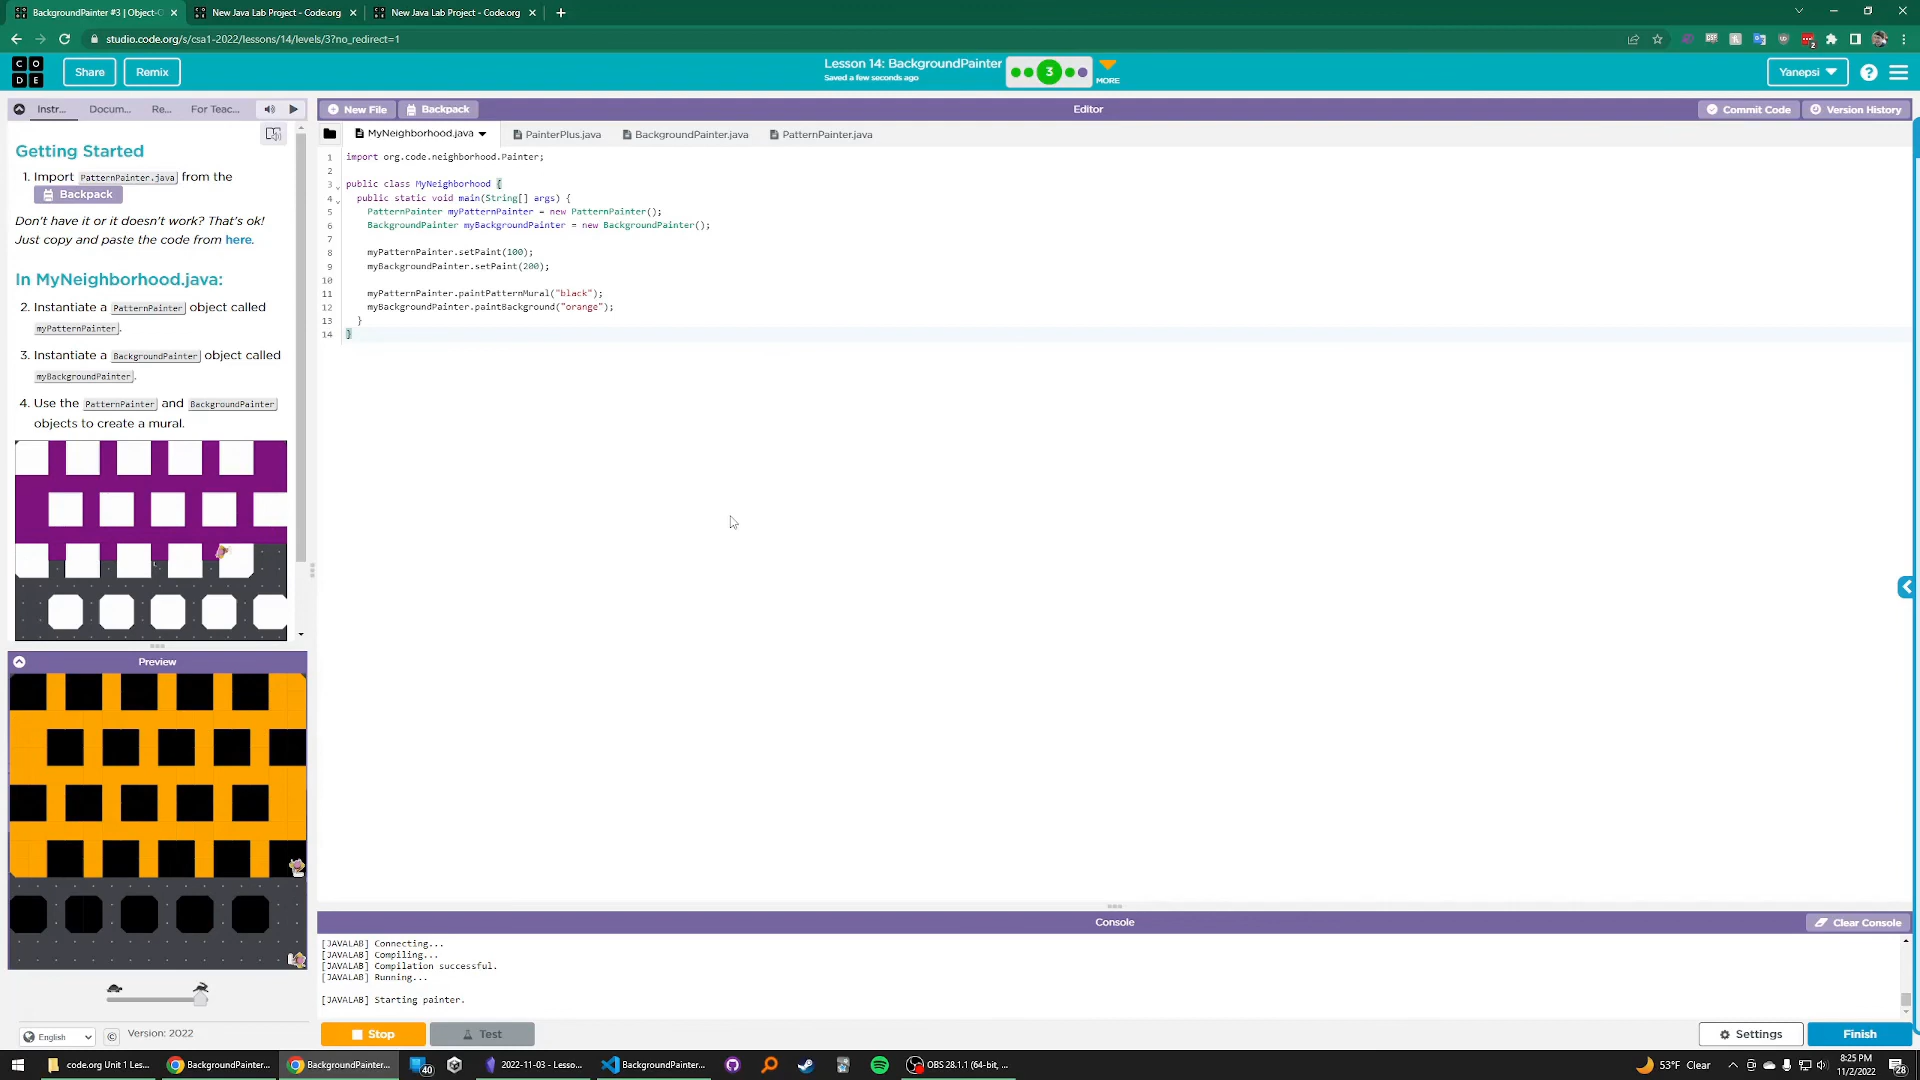 BackgroundPainter #3 | Object-O
New Java Lab Project - Code.org
New Java Lab Project - Code.org
studio.code.org/s/csa1-2022/lessons/14/levels/3?no_redirect=1
CODE
Share
Remix
Lesson 14: BackgroundPainter
Saved a few seconds ago
3
MORE
Yanepsi
Instr...
Docum...
Re...
For Teac...
New File
Backpack
Editor
Commit Code
Version History
MyNeighborhood.java
PainterPlus.java
BackgroundPainter.java
PatternPainter.java
Getting Started
1. Import PatternPainter.java from the
Backpack
Don't have it or it doesn't work? That's ok!
Just copy and paste the code from here.
In MyNeighborhood.java:
2. Instantiate a PatternPainter object called
myPatternPainter.
3. Instantiate a BackgroundPainter object called
myBackgroundPainter.
4. Use the PatternPainter and BackgroundPainter
objects to create a mural.
1 import org.code.neighborhood.Painter;
2
3 public class MyNeighborhood {
4 public static void main(String[] args) {
5 PatternPainter myPatternPainter = new PatternPainter();
6 BackgroundPainter myBackgroundPainter = new BackgroundPainter();
7
8 myPatternPainter.setPaint(100);
9 myBackgroundPainter.setPaint(200);
10
11 myPatternPainter.paintPatternMural("black");
12 myBackgroundPainter.paintBackground("orange");
13 }
14 }
Preview
Console
Clear Console
[JAVALAB] Connecting...
[JAVALAB] Compiling...
[JAVALAB] Compilation successful.
[JAVALAB] Running...
[JAVALAB] Starting painter.
English
Version: 2022
Stop
Test
Settings
Finish
code.org Unit 1 Les...
BackgroundPainter...
BackgroundPainter...
40
2022-11-03 - Lesso...
BackgroundPainter...
OBS 28.1.1 (64-bit, ...
53°F Clear
8:25 PM
11/2/2022
28